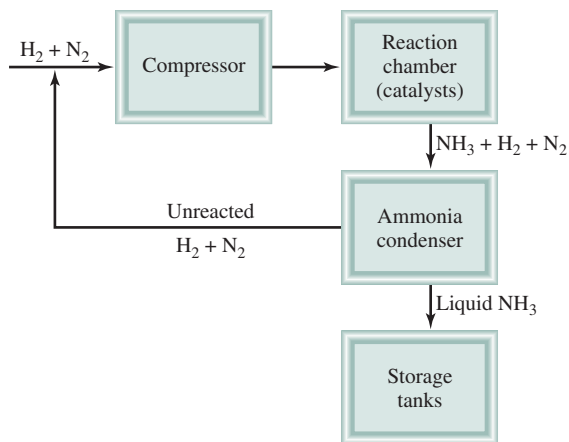 H₂ + N₂
Compressor
Reaction
chamber
(catalysts)
NH₃ + H₂ + N₂
Unreacted
H₂ + N₂
Ammonia
condenser
Liquid NH₃
Storage
tanks